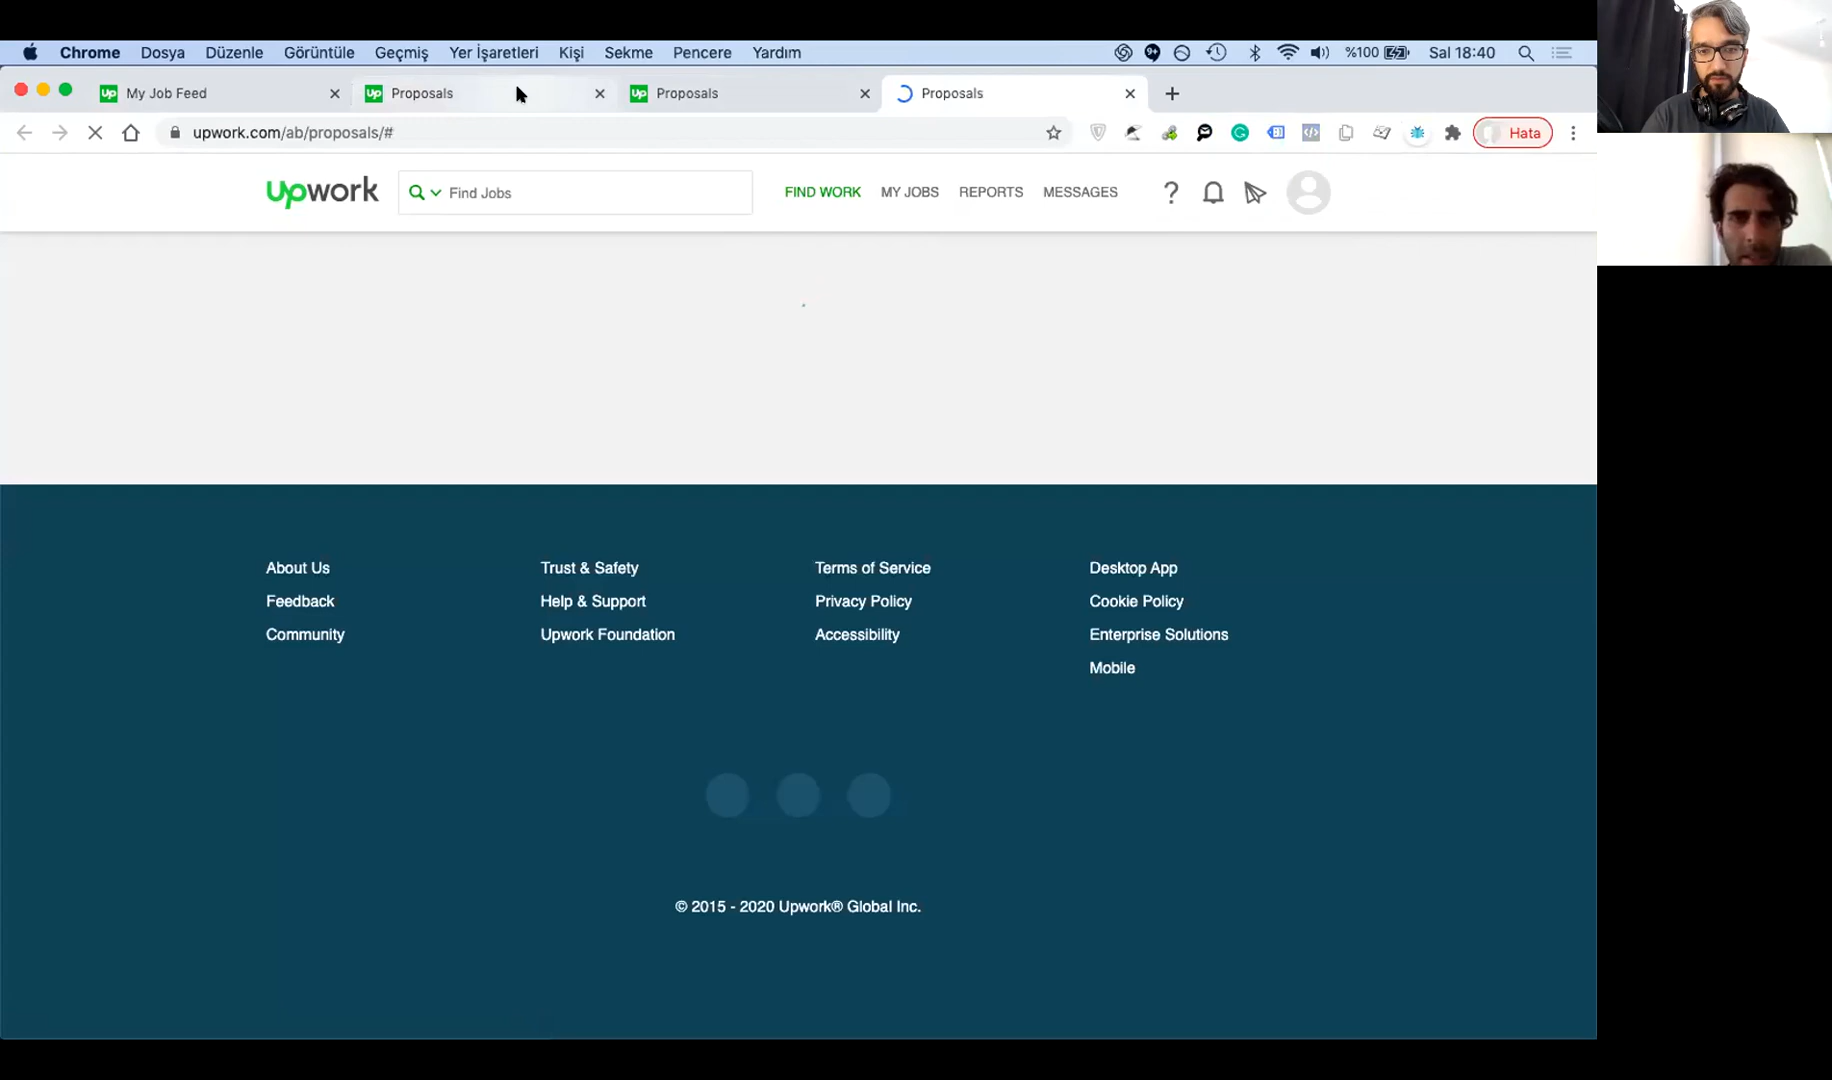 Chrome Dosya Düzenle Görüntüle Geçmiş Yer İşaretleri Kişi Sekme Pencere Yardım %100 Sal 18:40
My Job Feed Proposals Proposals Proposals
upwork.com/ab/proposals/# Hata
upwork Find Jobs FIND WORK MY JOBS REPORTS MESSAGES
About Us Trust & Safety Terms of Service Desktop App
Feedback Help & Support Privacy Policy Cookie Policy
Community Upwork Foundation Accessibility Enterprise Solutions
Mobile
© 2015 - 2020 Upwork® Global Inc.